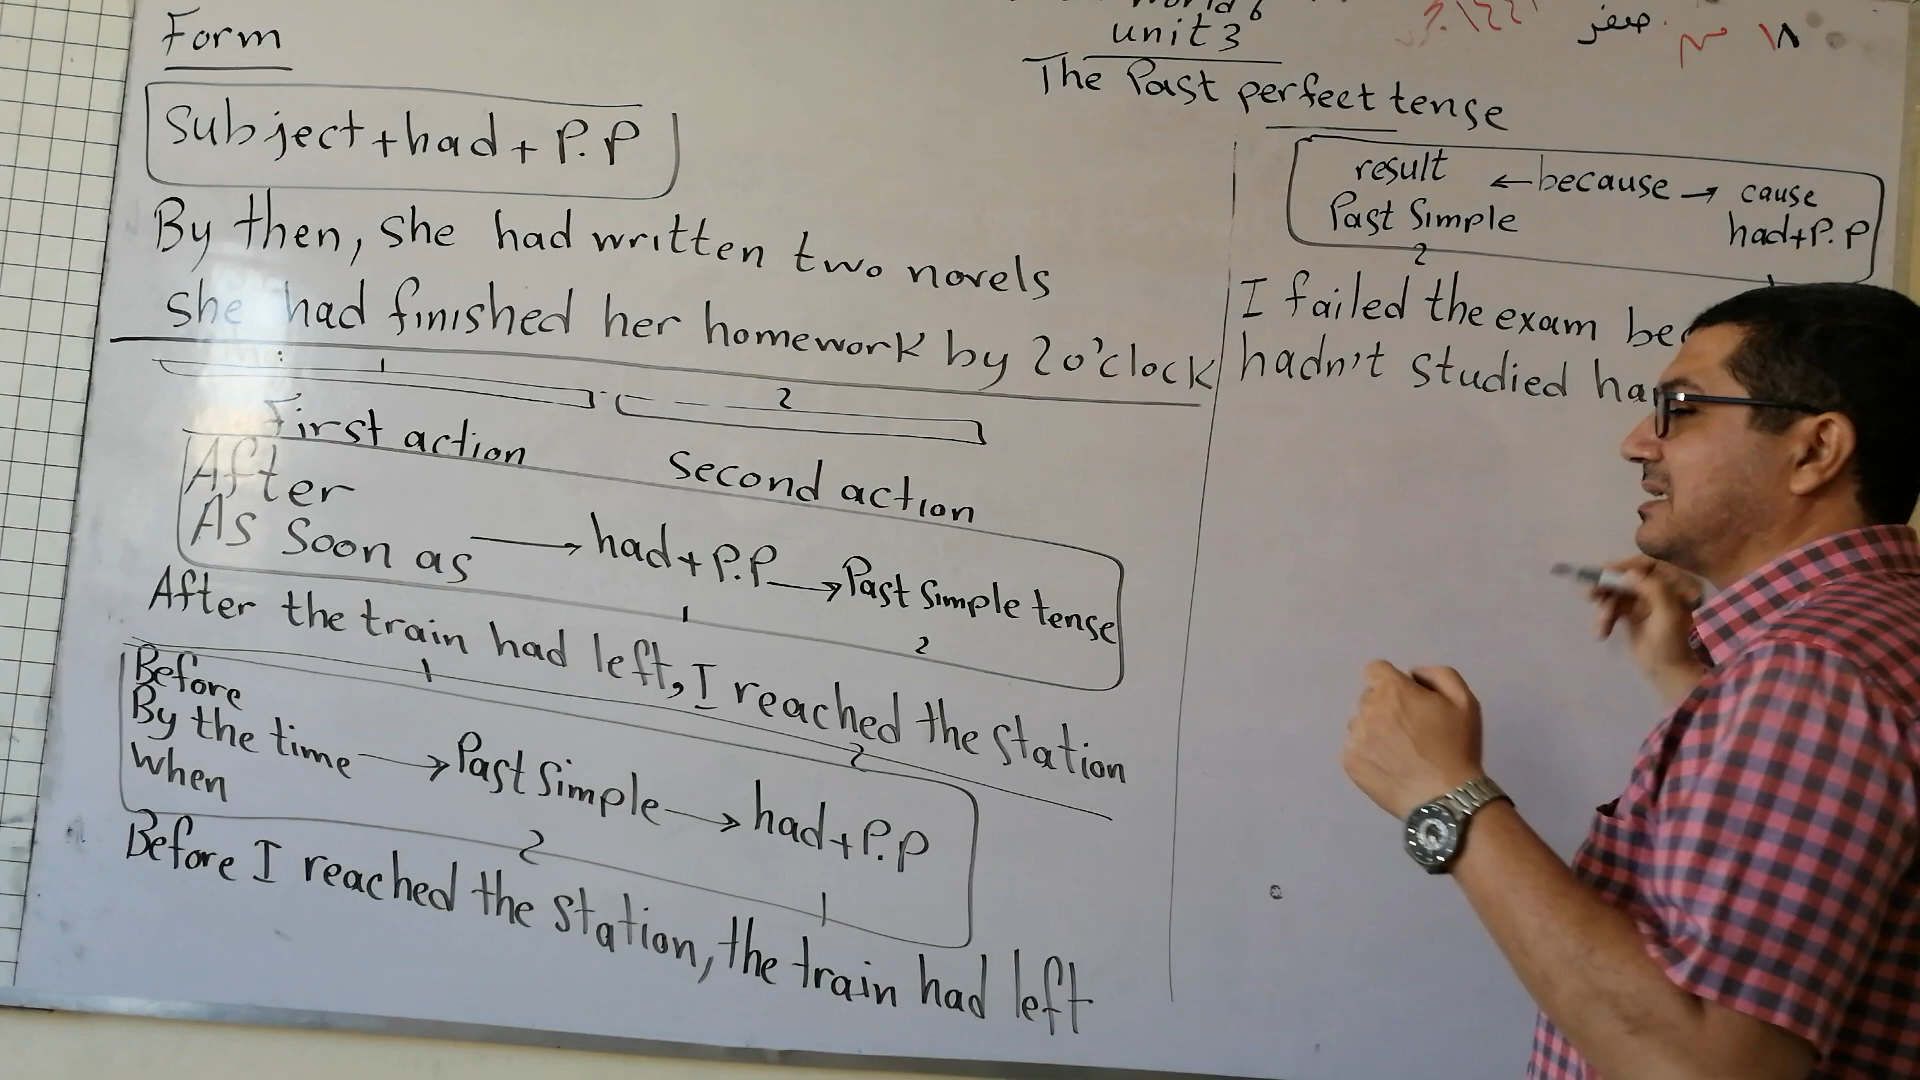 unit 3
١٨ صفر
The Past perfect tense
Form
Subject + had + P.P
By then, she had written two novels
she had finished her homework by 2 o'clock
1
2
First action
Second action
After
As soon as → had + P.P → Past simple tense
1
2
After the train had left, I reached the station
1
2
Before
By the time → Past simple → had + P.P
when
2
1
Before I reached the station, the train had left
result ← because → cause
Past Simple
had + P.P
2
I failed the exam
hadn't studied